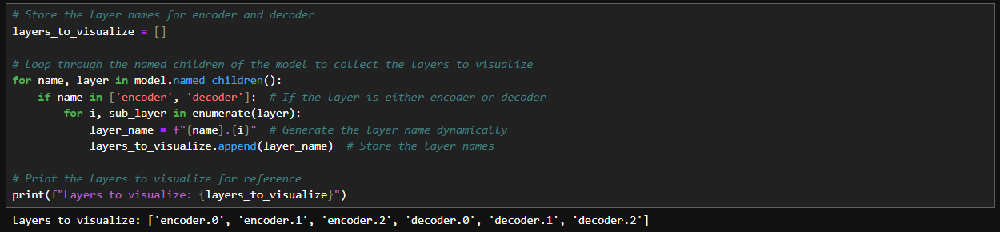 # Store the layer names for encoder and decoder
layers_to_visualize = []
# Loop through the named children of the model to collect the layers to visualize
for name, layer in model.named_children():
    if name in ['encoder', 'decoder']:  # If the layer is either encoder or decoder
        for i, sub_layer in enumerate(layer):
            layer_name = f"{name}.{i}"  # Generate the layer name dynamically
            layers_to_visualize.append(layer_name)  # Store the layer names
# Print the layers to visualize for reference
print(f"Layers to visualize: {layers_to_visualize}")
Layers to visualize: ['encoder.0', 'encoder.1', 'encoder.2', 'decoder.0', 'decoder.1', 'decoder.2']